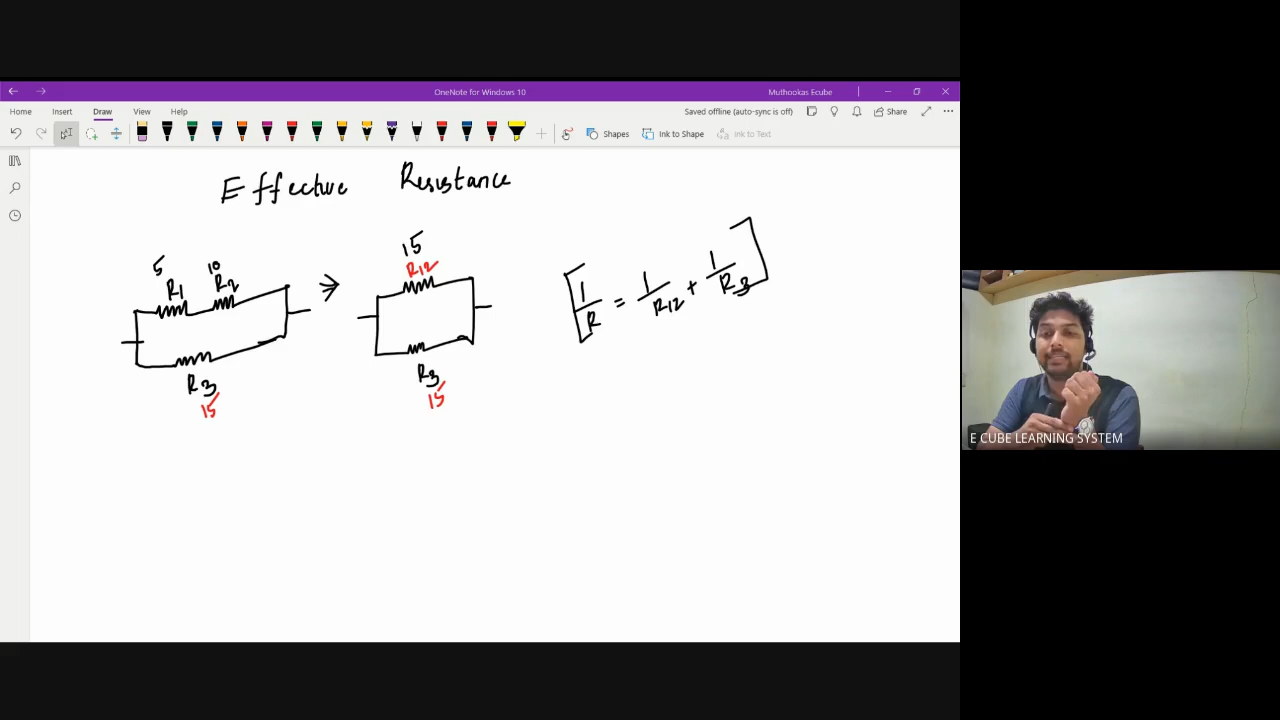 OneNote for Windows 10
Muthookas Ecube
Home Insert Draw View Help
Saved offline (auto-sync is off)
Share
Shapes
Ink to Shape
Ink to Text
Effective Resistance
5 10
R1 R2
R3
15
15
R12
R3
15
1/R = 1/R12 + 1/R3
E CUBE LEARNING SYSTEM